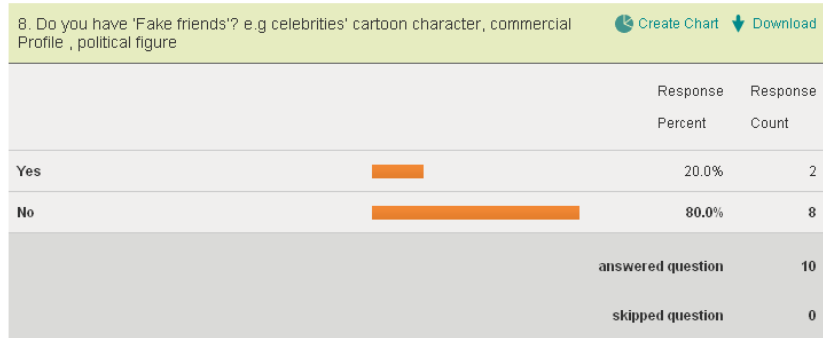 8. Do you have 'Fake friends'? e.g celebrities' cartoon character, commercial Create Chart Download
Profile , political figure
Response Response
Percent Count
Yes 20.0% 2
No 80.0% 8
answered question 10
skipped question 0